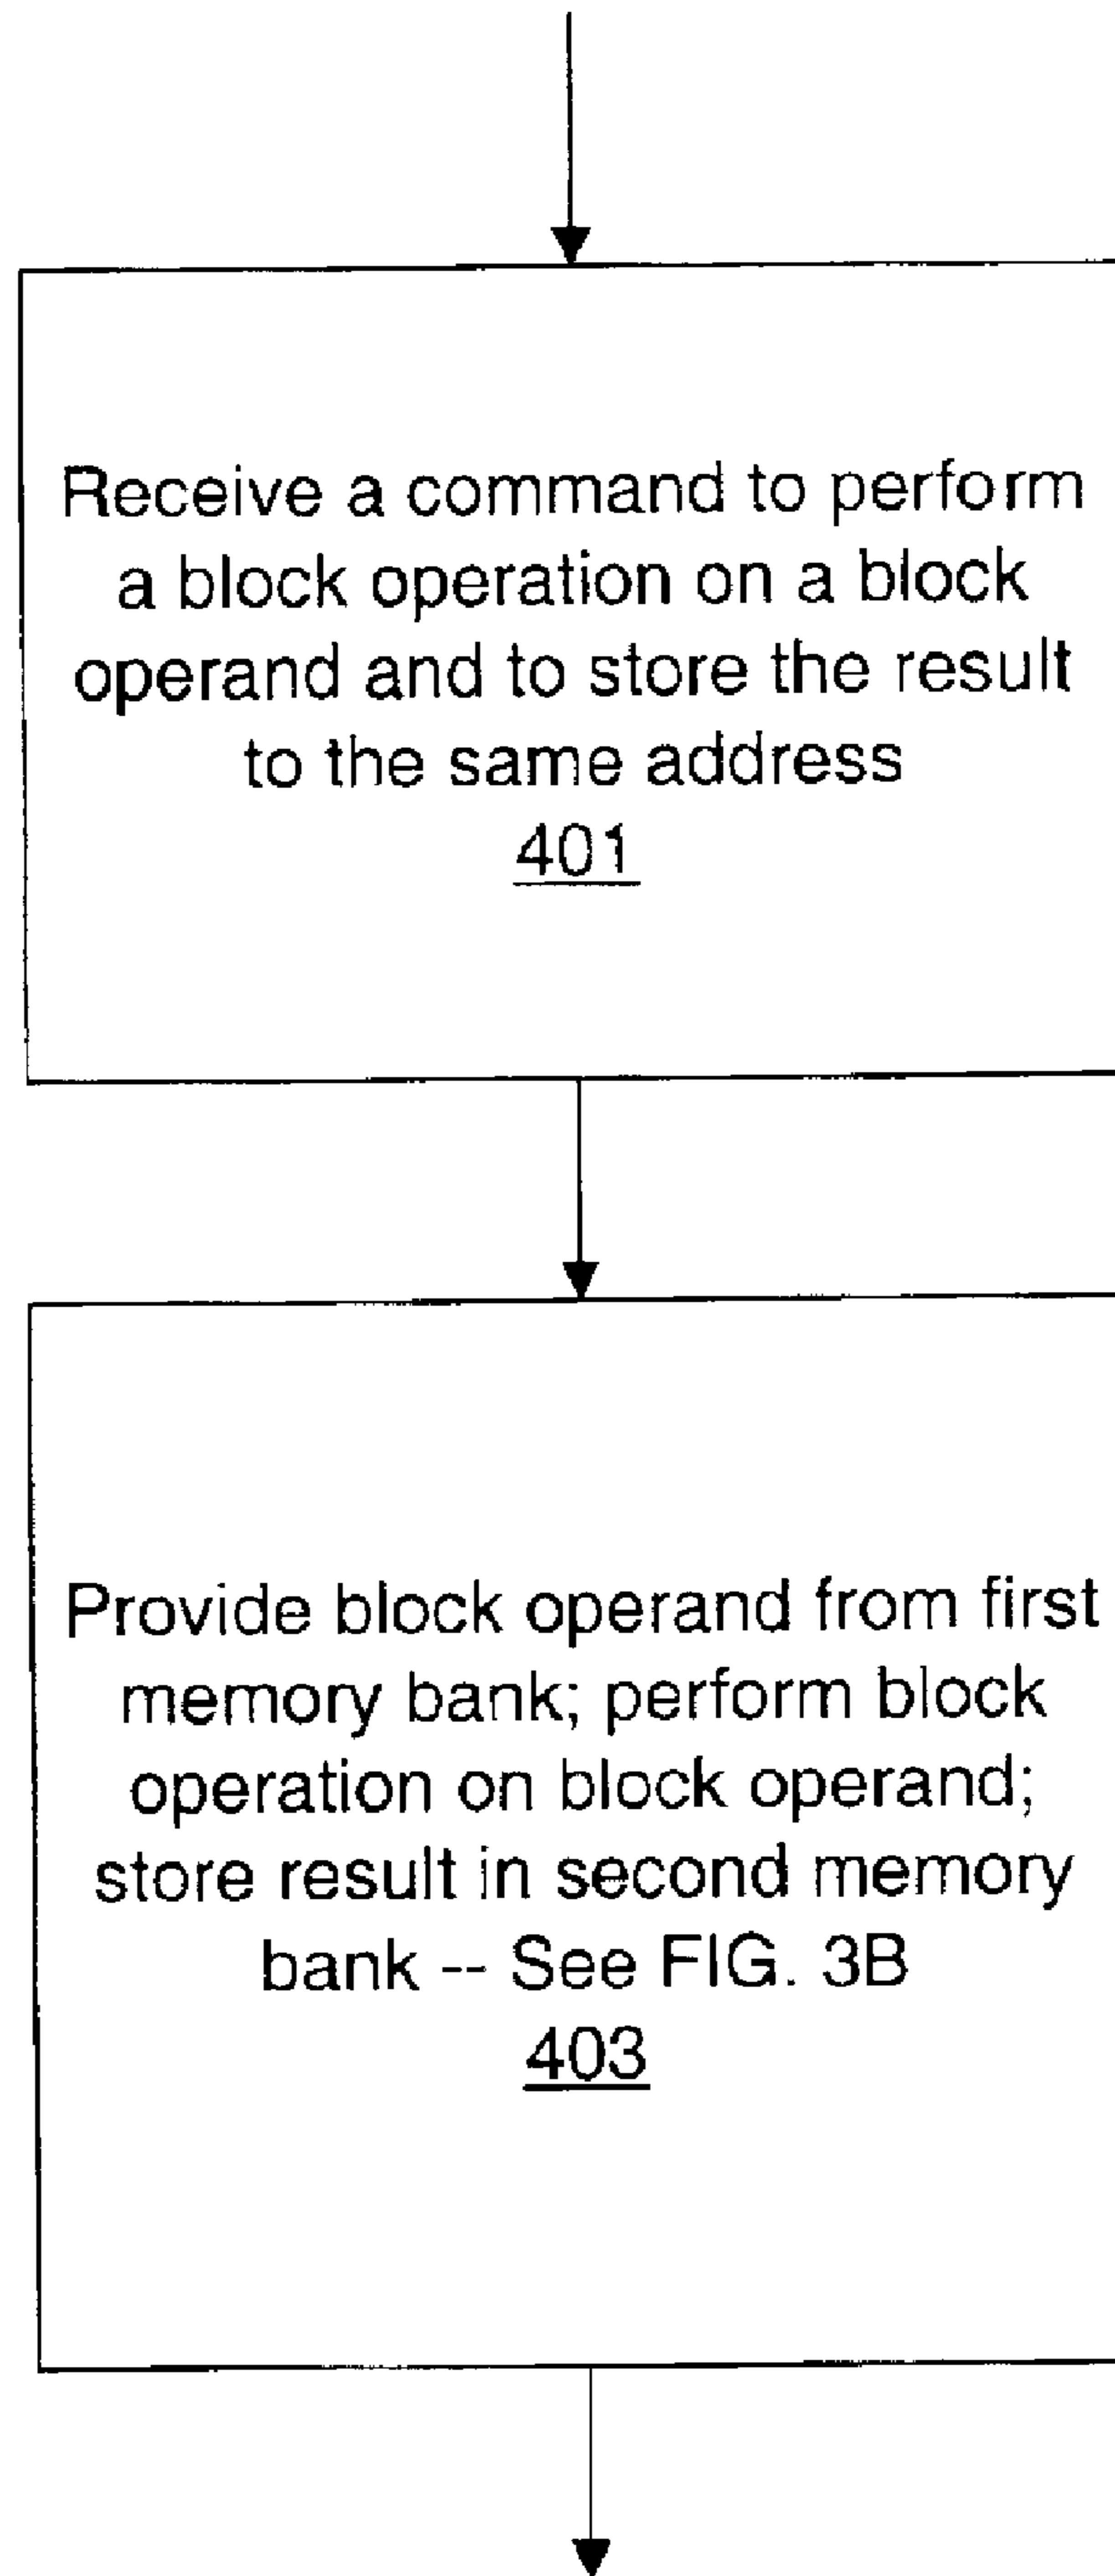 Receive a command to perform
a block operation on a block
operand and to store the result
to the same address
401
Provide block operand from first
memory bank; perform block
operation on block operand;
store result in second memory
bank -- See FIG. 3B
403